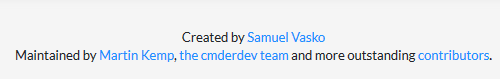 Created by Samuel Vasko
Maintained by Martin Kemp, the cmderdev team and more outstanding contributors.